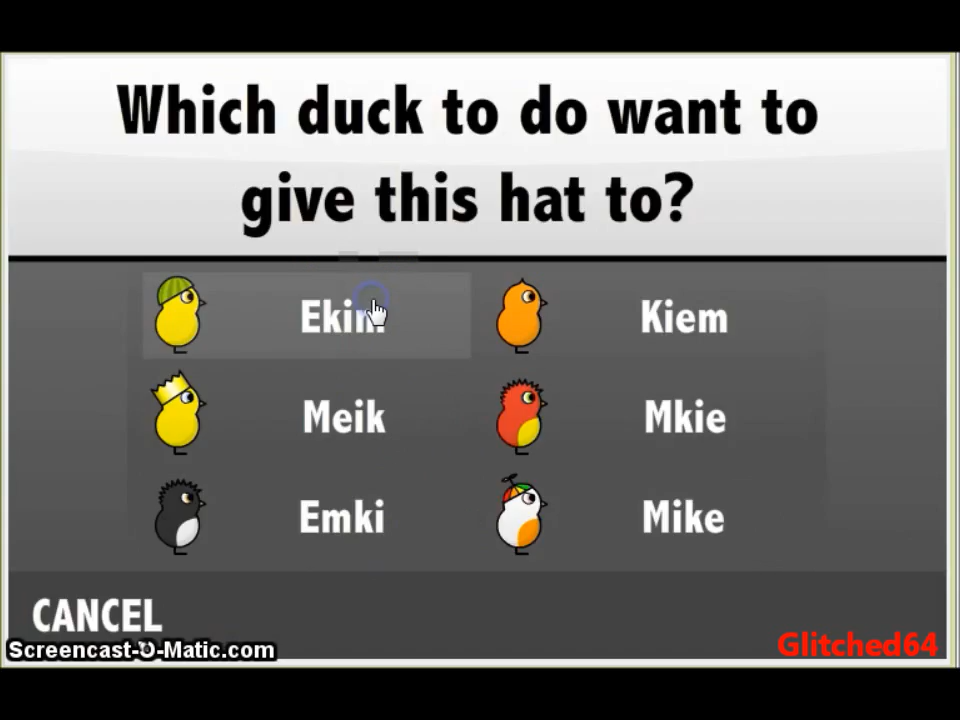 Which duck to do want to
give this hat to?
Ekim
Kiem
Meik
Mkie
Emki
Mike
CANCEL
Screencast-O-Matic.com
Glitched64